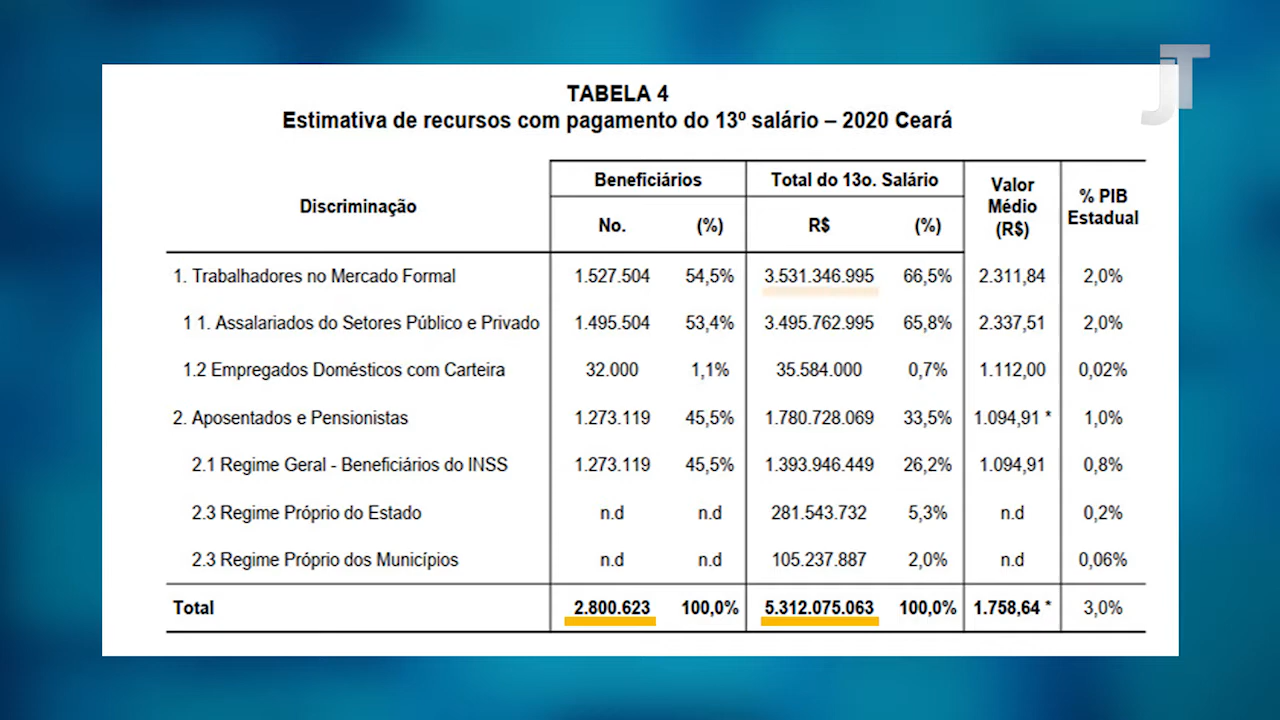 JT
TABELA 4
Estimativa de recursos com pagamento do 13º salário – 2020 Ceará
Discriminação Beneficiários Total do 13o. Salário Valor Médio (R$) % PIB Estadual
No. (%) R$ (%)
1. Trabalhadores no Mercado Formal 1.527.504 54,5% 3.531.346.995 66,5% 2.311,84 2,0%
1 1. Assalariados do Setores Público e Privado 1.495.504 53,4% 3.495.762.995 65,8% 2.337,51 2,0%
1.2 Empregados Domésticos com Carteira 32.000 1,1% 35.584.000 0,7% 1.112,00 0,02%
2. Aposentados e Pensionistas 1.273.119 45,5% 1.780.728.069 33,5% 1.094,91 * 1,0%
2.1 Regime Geral - Beneficiários do INSS 1.273.119 45,5% 1.393.946.449 26,2% 1.094,91 0,8%
2.3 Regime Próprio do Estado n.d n.d 281.543.732 5,3% n.d 0,2%
2.3 Regime Próprio dos Municípios n.d n.d 105.237.887 2,0% n.d 0,06%
Total 2.800.623 100,0% 5.312.075.063 100,0% 1.758,64 * 3,0%